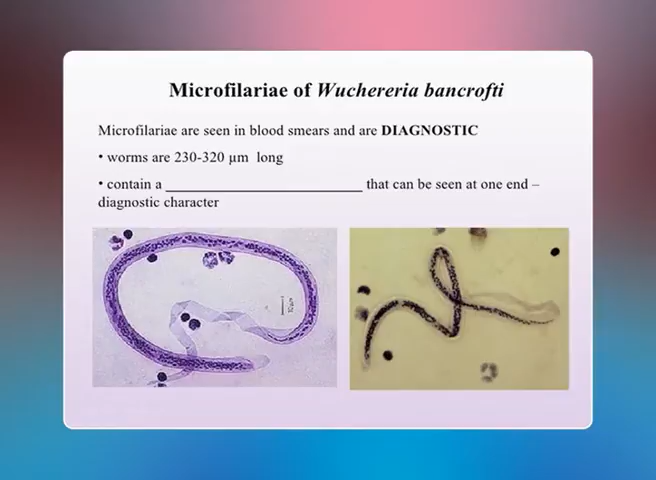 Microfilariae of Wuchereria bancrofti
Microfilariae are seen in blood smears and are DIAGNOSTIC
• worms are 230-320 µm long
• contain a ______________________ that can be seen at one end –
diagnostic character